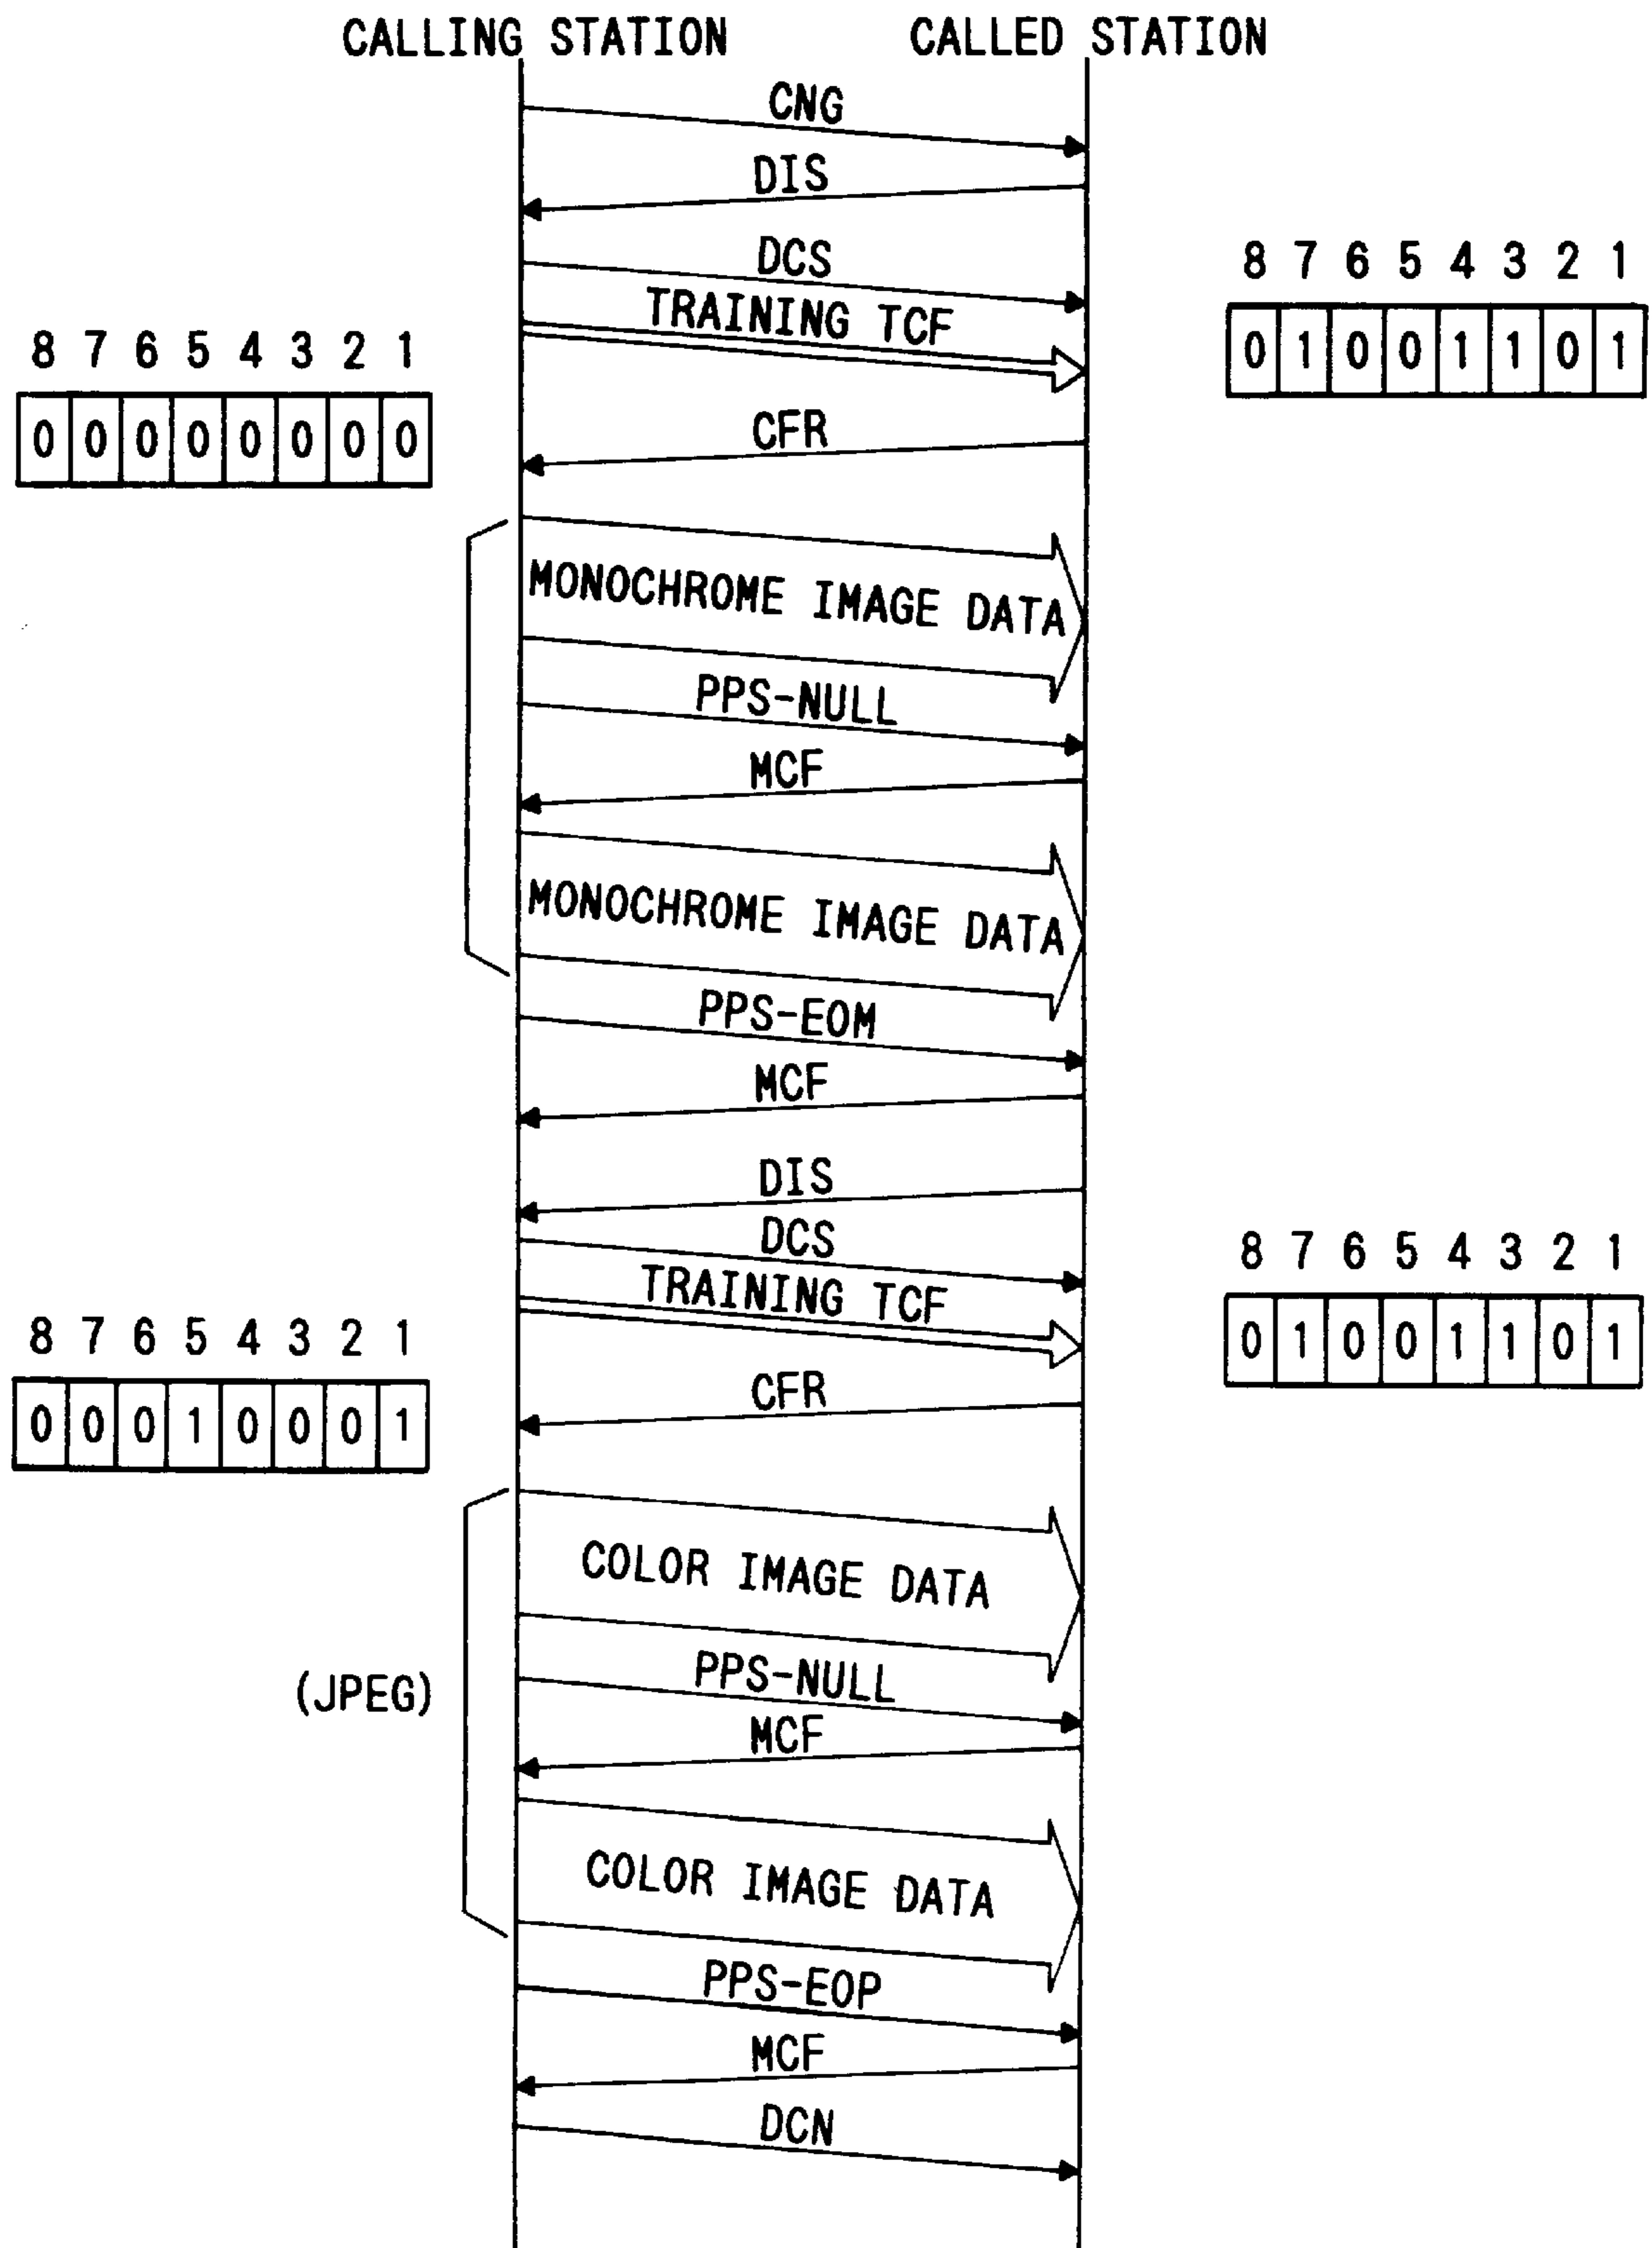 CALLING STATION CALLED STATION
CNG
DIS
DCS
8 7 6 5 4 3 2 1
TRAINING TCF
0 1 0 0 1 1 0 1
8 7 6 5 4 3 2 1
CFR
0 0 0 0 0 0 0 0
MONOCHROME IMAGE DATA
PPS-NULL
MCF
MONOCHROME IMAGE DATA
PPS-EOM
MCF
DIS
DCS
8 7 6 5 4 3 2 1
TRAINING TCF
0 1 0 0 1 1 0 1
8 7 6 5 4 3 2 1
CFR
0 0 0 1 0 0 0 1
COLOR IMAGE DATA
PPS-NULL
(JPEG)
MCF
COLOR IMAGE DATA
PPS-EOP
MCF
DCN